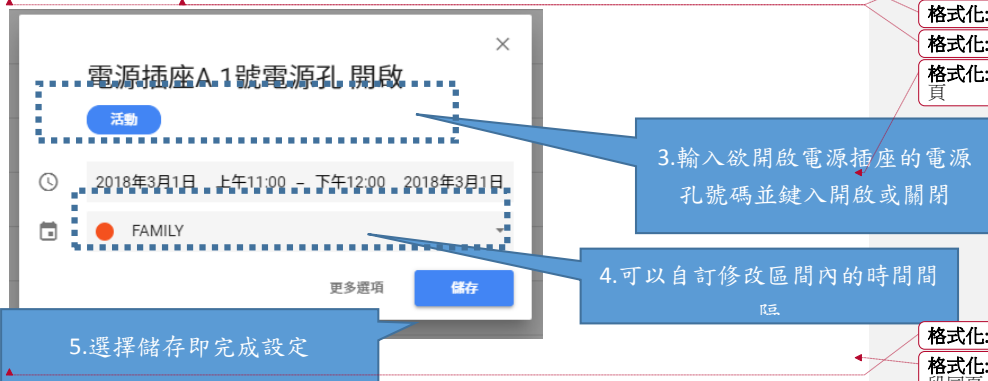 格式化:
格式化:
格式化:
頁
電源插座A 1號電源孔 開啟
活動
3.輸入欲開啟電源插座的電源
孔號碼並鍵入開啟或關閉
2018年3月1日 上午11:00 – 下午12:00 2018年3月1日
FAMILY
4.可以自訂修改區間內的時間間
更多選項
儲存
5.選擇儲存即完成設定
格式化:
格式化: